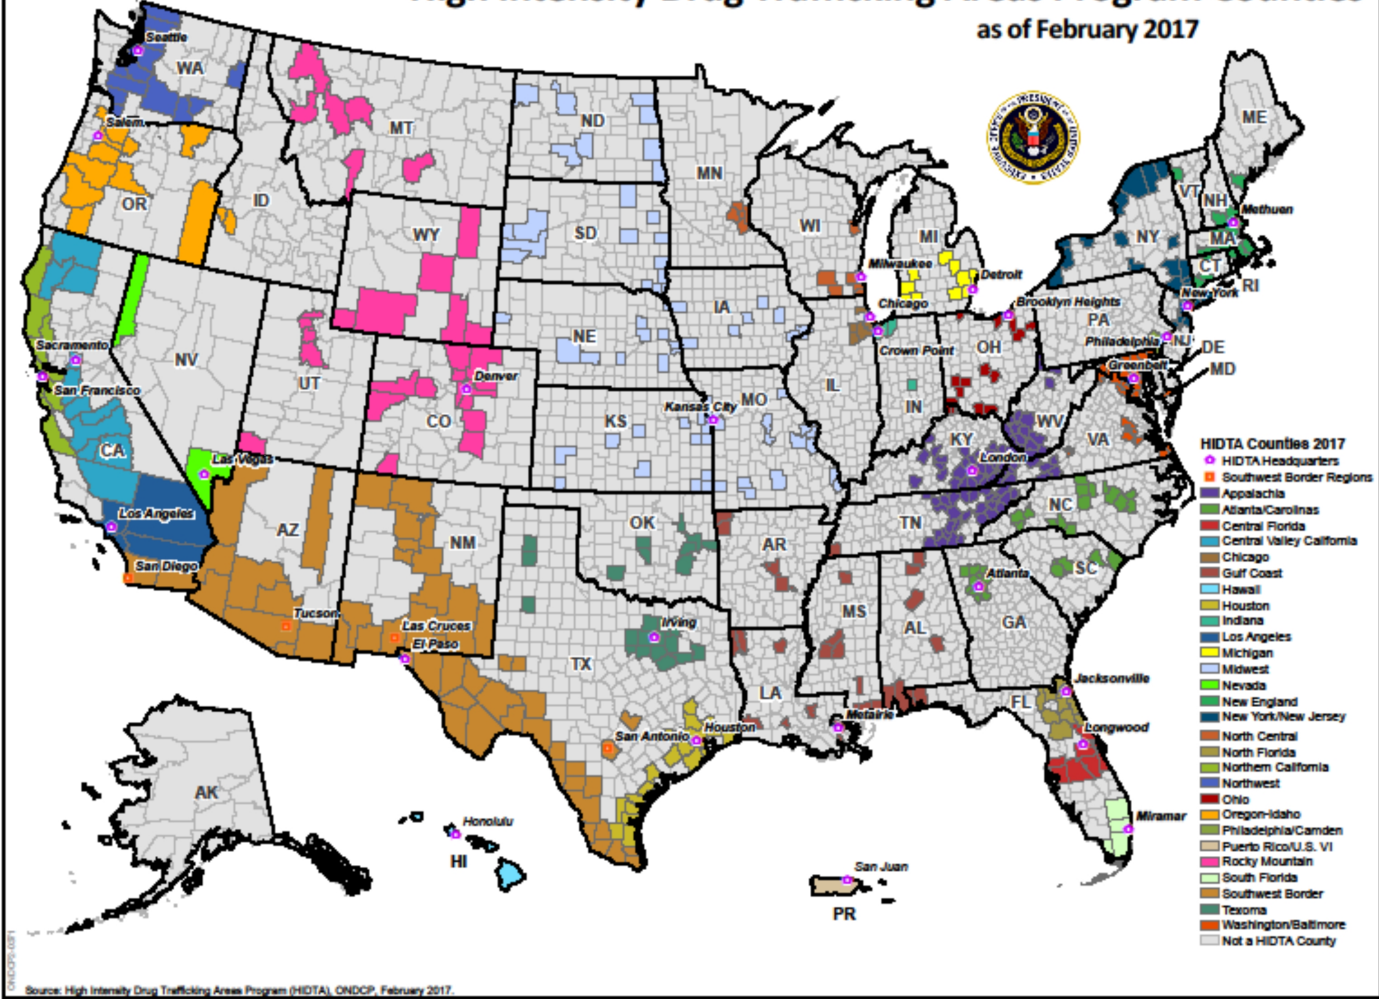 High Intensity Drug Trafficking Areas Program Counties
as of February 2017
Seattle
WA
Salem
OR
ID
MT
ND
MN
WI
MI
ME
VT
NH
Methuen
NY
MA
CT
RI
WY
SD
Milwaukee
Detroit
Chicago
Brooklyn Heights
New York
PA
Philadelphia
NJ
DE
MD
Greenbelt
Crown Point
OH
IA
NE
NV
UT
Sacramento
San Francisco
CA
Denver
CO
KS
Kansas City
MO
IL
IN
KY
WV
VA
London
Las Vegas
Los Angeles
San Diego
AZ
NM
OK
AR
TN
NC
SC
Atlanta
GA
AL
MS
Tucson
Las Cruces
El Paso
TX
Irving
LA
San Antonio
Houston
Metairie
FL
Jacksonville
Longwood
Miramar
AK
Honolulu
HI
San Juan
PR
HIDTA Counties 2017
HIDTA Headquarters
Southwest Border Regions
Appalachia
Atlanta/Carolinas
Central Florida
Central Valley California
Chicago
Gulf Coast
Hawaii
Houston
Indiana
Los Angeles
Michigan
Midwest
Nevada
New England
New York/New Jersey
North Central
North Florida
Northern California
Northwest
Ohio
Oregon-Idaho
Philadelphia/Camden
Puerto Rico/U.S. VI
Rocky Mountain
South Florida
Southwest Border
Texoma
Washington/Baltimore
Not a HIDTA County
Source: High Intensity Drug Trafficking Areas Program (HIDTA), ONDCP, February 2017.